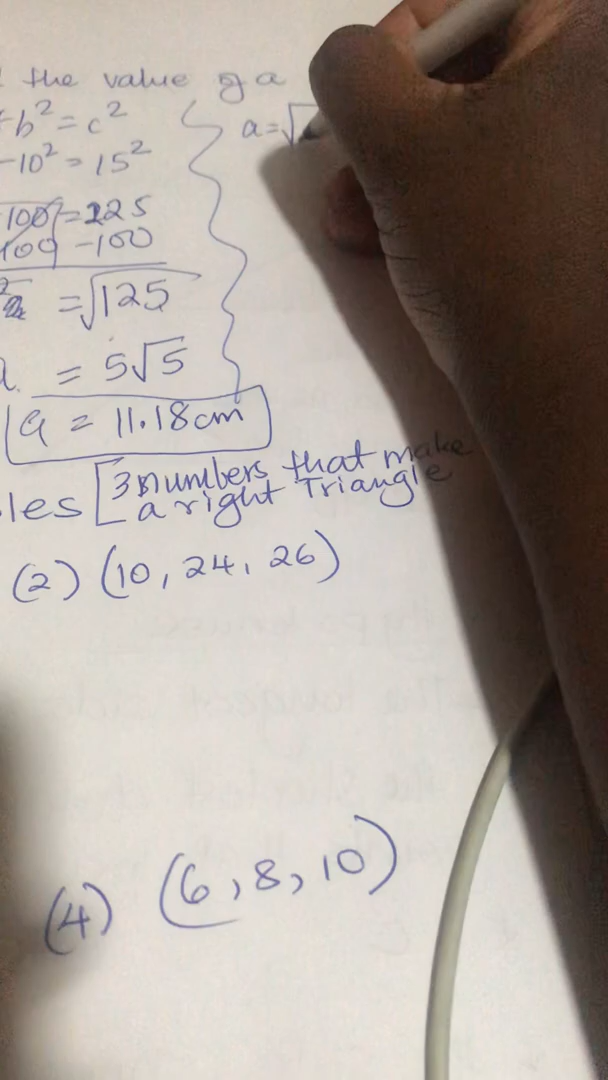 the value of a
b² = c²
a = √
-10² = 15²
100 = 225
100 -100
= √125
= 5√5
a = 11.18cm
les [3 numbers that make
a right Triangle
(2) (10, 24, 26)
(4) (6, 8, 10)